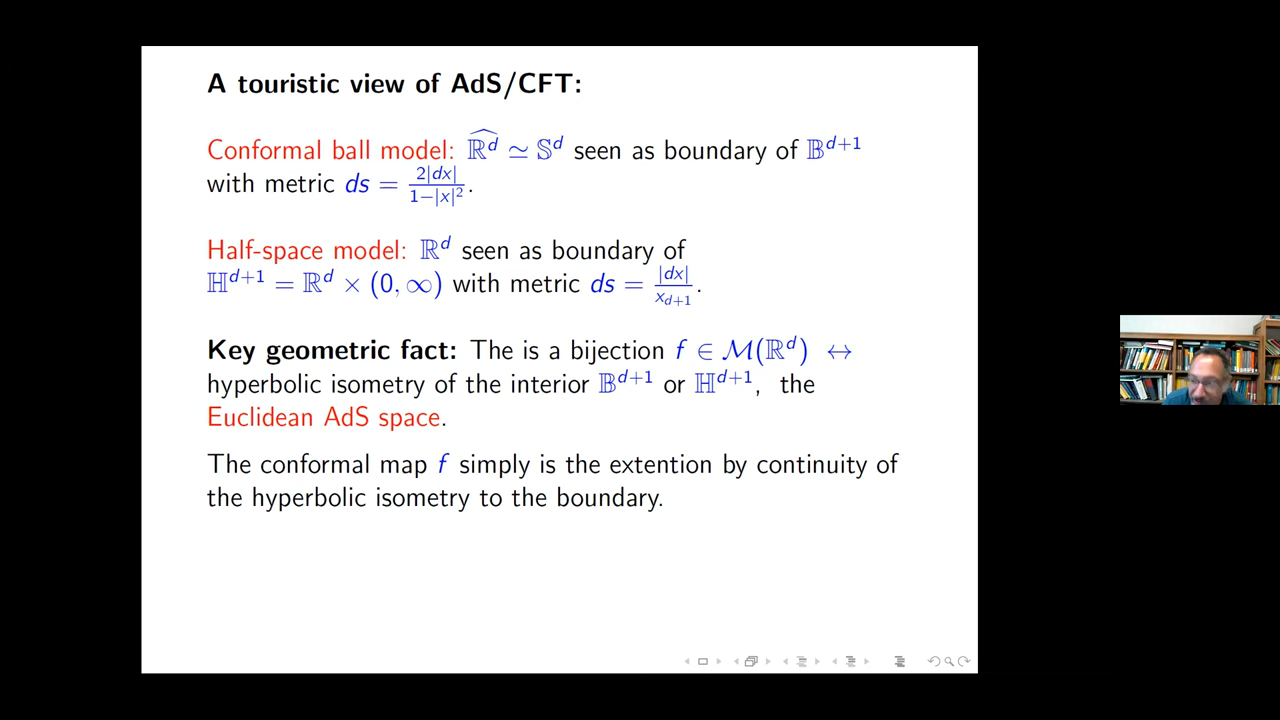 A touristic view of AdS/CFT:
Conformal ball model: $\widehat{\mathbb{R}^d} \simeq \mathbb{S}^d$ seen as boundary of $\mathbb{B}^{d+1}$
with metric $ds = \frac{2|dx|}{1-|x|^2}$.
Half-space model: $\mathbb{R}^d$ seen as boundary of
$\mathbb{H}^{d+1} = \mathbb{R}^d \times (0, \infty)$ with metric $ds = \frac{|dx|}{x_{d+1}}$.
Key geometric fact: The is a bijection $f \in \mathcal{M}(\mathbb{R}^d) \leftrightarrow$
hyperbolic isometry of the interior $\mathbb{B}^{d+1}$ or $\mathbb{H}^{d+1}$, the
Euclidean AdS space.
The conformal map $f$ simply is the extention by continuity of
the hyperbolic isometry to the boundary.